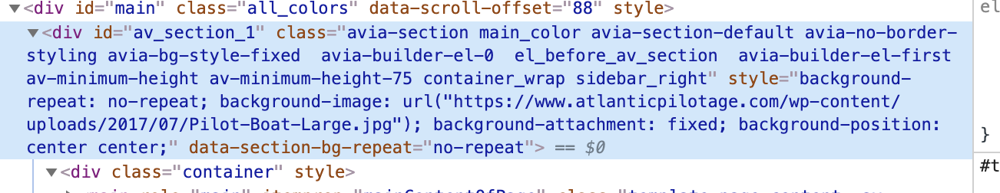 ▼<div id="main" class="all_colors" data-scroll-offset="88" style>
▼<div id="av_section_1" class="avia-section main_color avia-section-default avia-no-border-
styling avia-bg-style-fixed  avia-builder-el-0  el_before_av_section  avia-builder-el-first
av-minimum-height av-minimum-height-75 container_wrap sidebar_right" style="background-
repeat: no-repeat; background-image: url("https://www.atlanticpilotage.com/wp-content/
uploads/2017/07/Pilot-Boat-Large.jpg"); background-attachment: fixed; background-position:
center center;" data-section-bg-repeat="no-repeat"> == $0
▼<div class="container" style>
el
}
#t